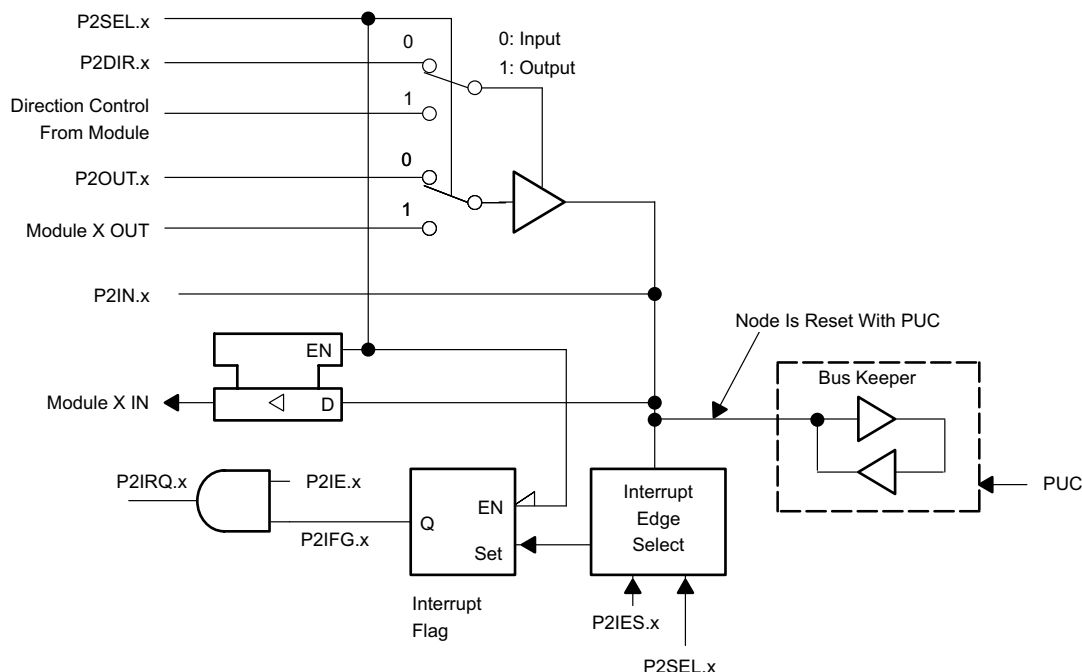 P2SEL.x
0
P2DIR.x
0: Input
1: Output
1
Direction Control
From Module
0
P2OUT.x
1
Module X OUT
P2IN.x
Node Is Reset With PUC
EN
Bus Keeper
Module X IN
D
P2IRQ.x
P2IE.x
P2IFG.x
EN
Q
Set
Interrupt
Edge
Select
PUC
Interrupt
Flag
P2IES.x
P2SEL.x